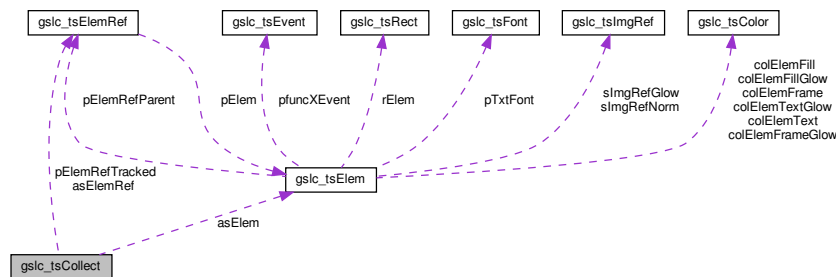 gslc_tsElemRef
gslc_tsEvent
gslc_tsRect
gslc_tsFont
gslc_tsImgRef
gslc_tsColor
pElemRefParent
pElem
pfuncXEvent
rElem
pTxtFont
sImgRefGlow
sImgRefNorm
colElemFill
colElemFillGlow
colElemFrame
colElemTextGlow
colElemText
colElemFrameGlow
pElemRefTracked
asElemRef
gslc_tsElem
asElem
gslc_tsCollect